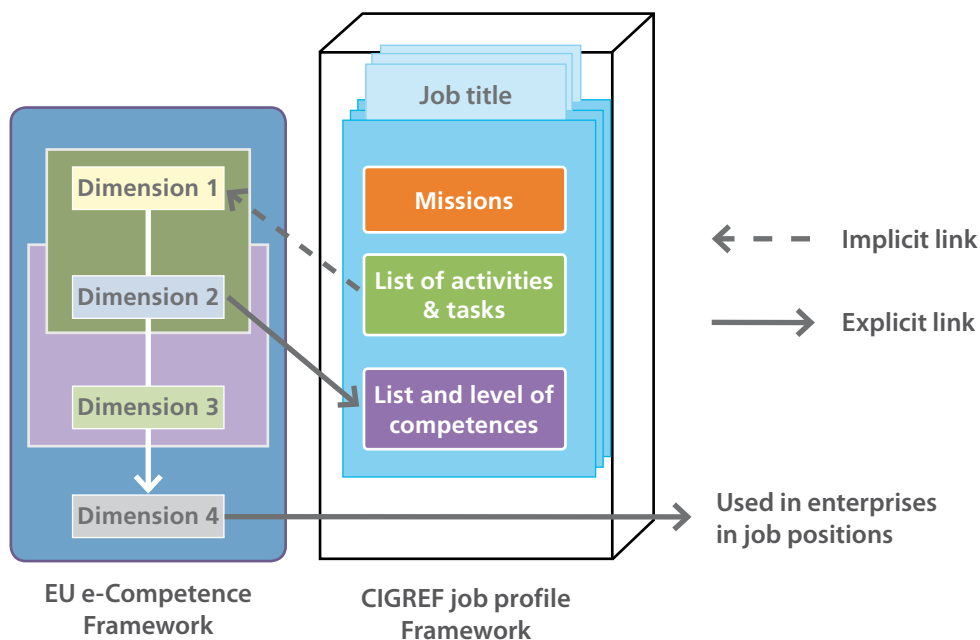 Job title
Dimension 1
Missions
Implicit link
List of activities
& tasks
Dimension 2
Explicit link
List and level of
competences
Dimension 3
Dimension 4
Used in enterprises
in job positions
EU e-Competence
Framework
CIGREF job profile
Framework